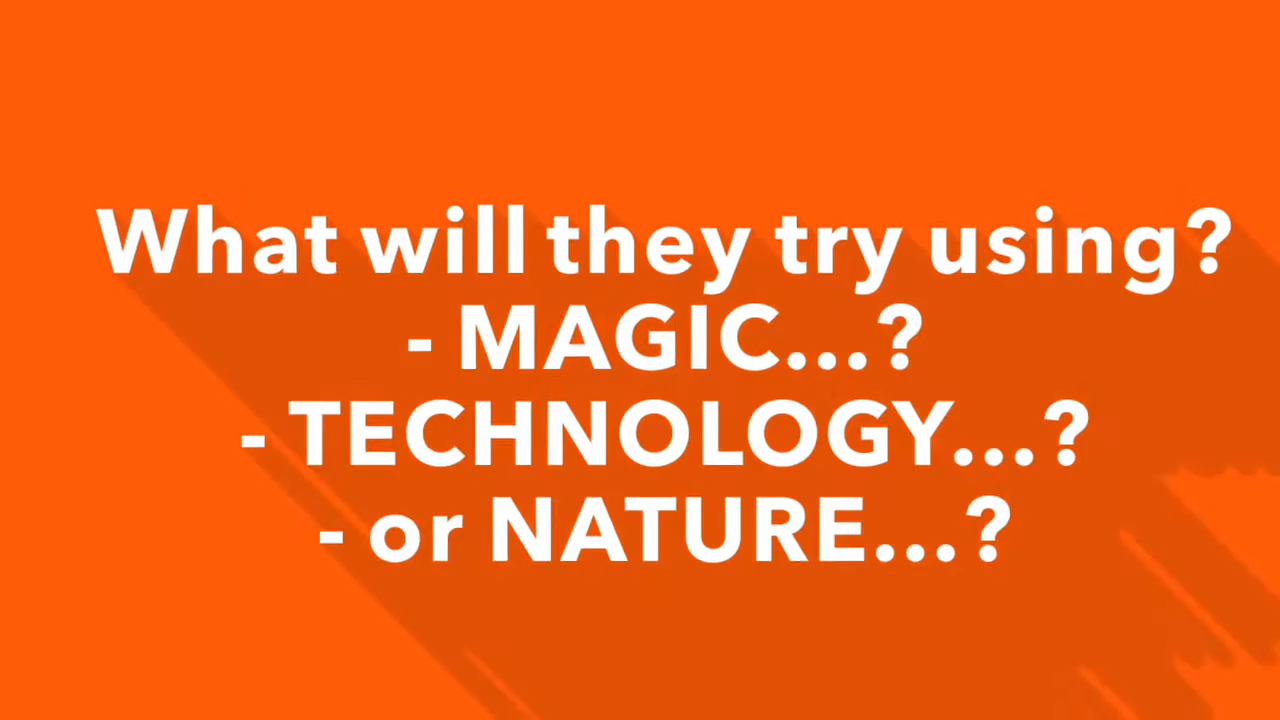 What will they try using?
- MAGIC...?
- TECHNOLOGY...?
- or NATURE...?